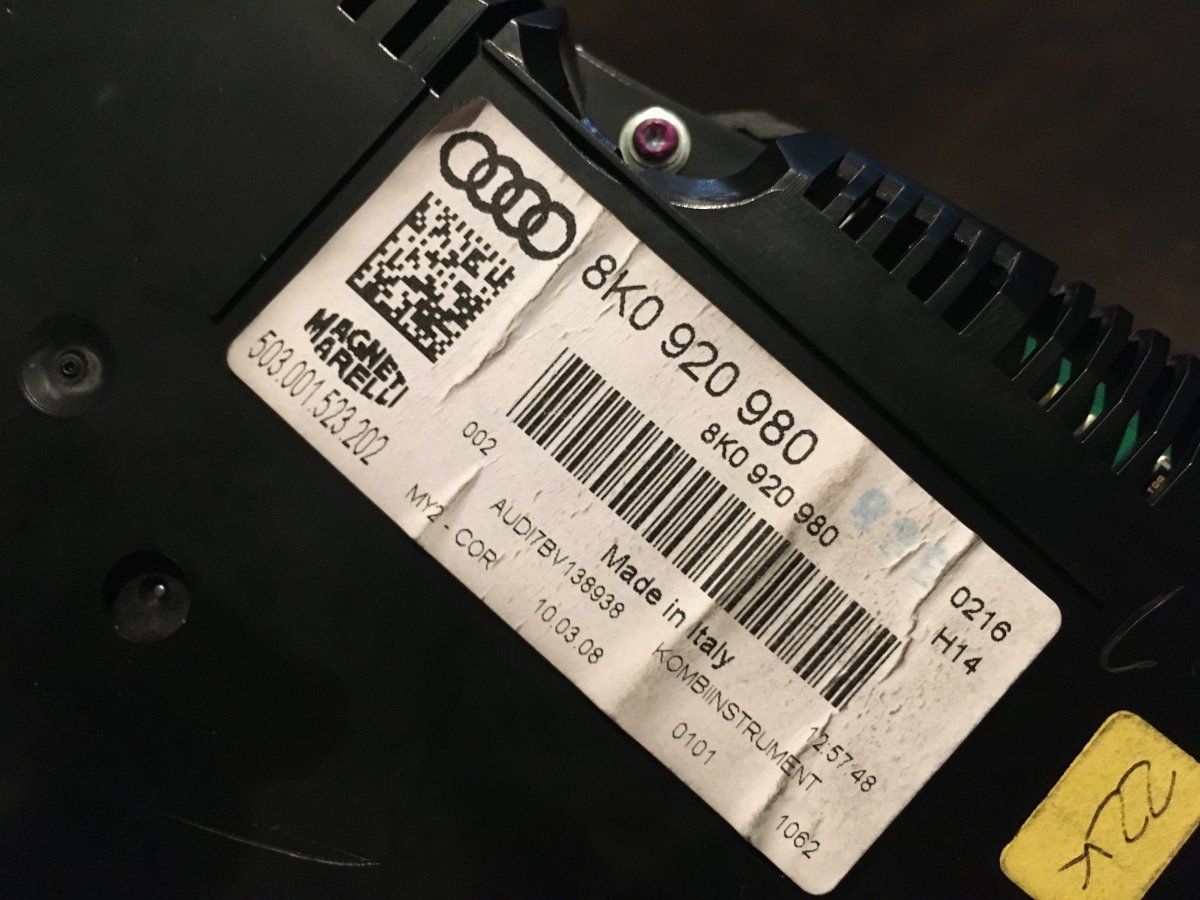 8K0 920 980
8K0 920 980
MAGNETI
MARELLI
503.001.523.202
002
0216
H14
Made in Italy
AUDI7BV138938
KOMBIINSTRUMENT
12:57:48
MY2 - COR
10.03.08
0101
1062